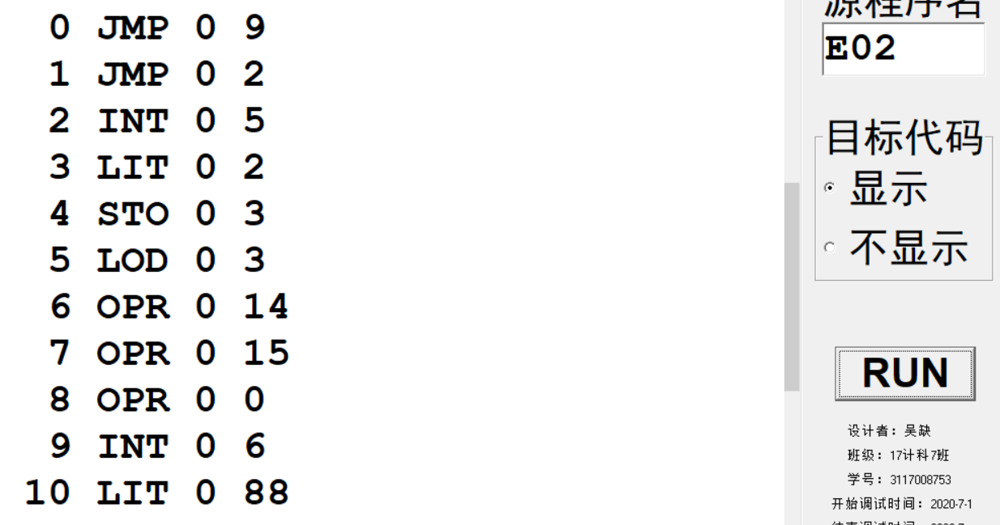 0 JMP 0 9
1 JMP 0 2
2 INT 0 5
3 LIT 0 2
4 STO 0 3
5 LOD 0 3
6 OPR 0 14
7 OPR 0 15
8 OPR 0 0
9 INT 0 6
10 LIT 0 88
源程序名
E02
目标代码
显示
不显示
RUN
设计者：吴缺
班级：17计科7班
学号：3117008753
开始调试时间：2020-7-1